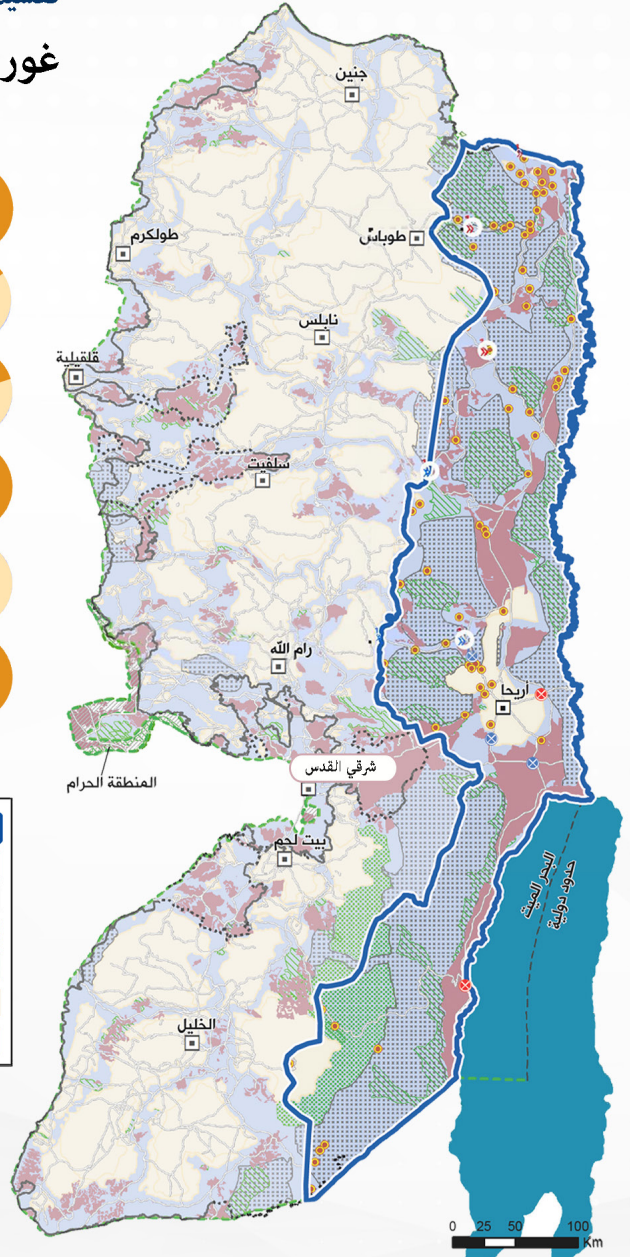 غور
جنين
طوباس
طولكرم
نابلس
قلقيلية
سلفيت
رام الله
أريحا
شرقي القدس
المنطقة الحرام
بيت لحم
البحر الميت
حدود دولية
الخليل
0 25 50 100
Km